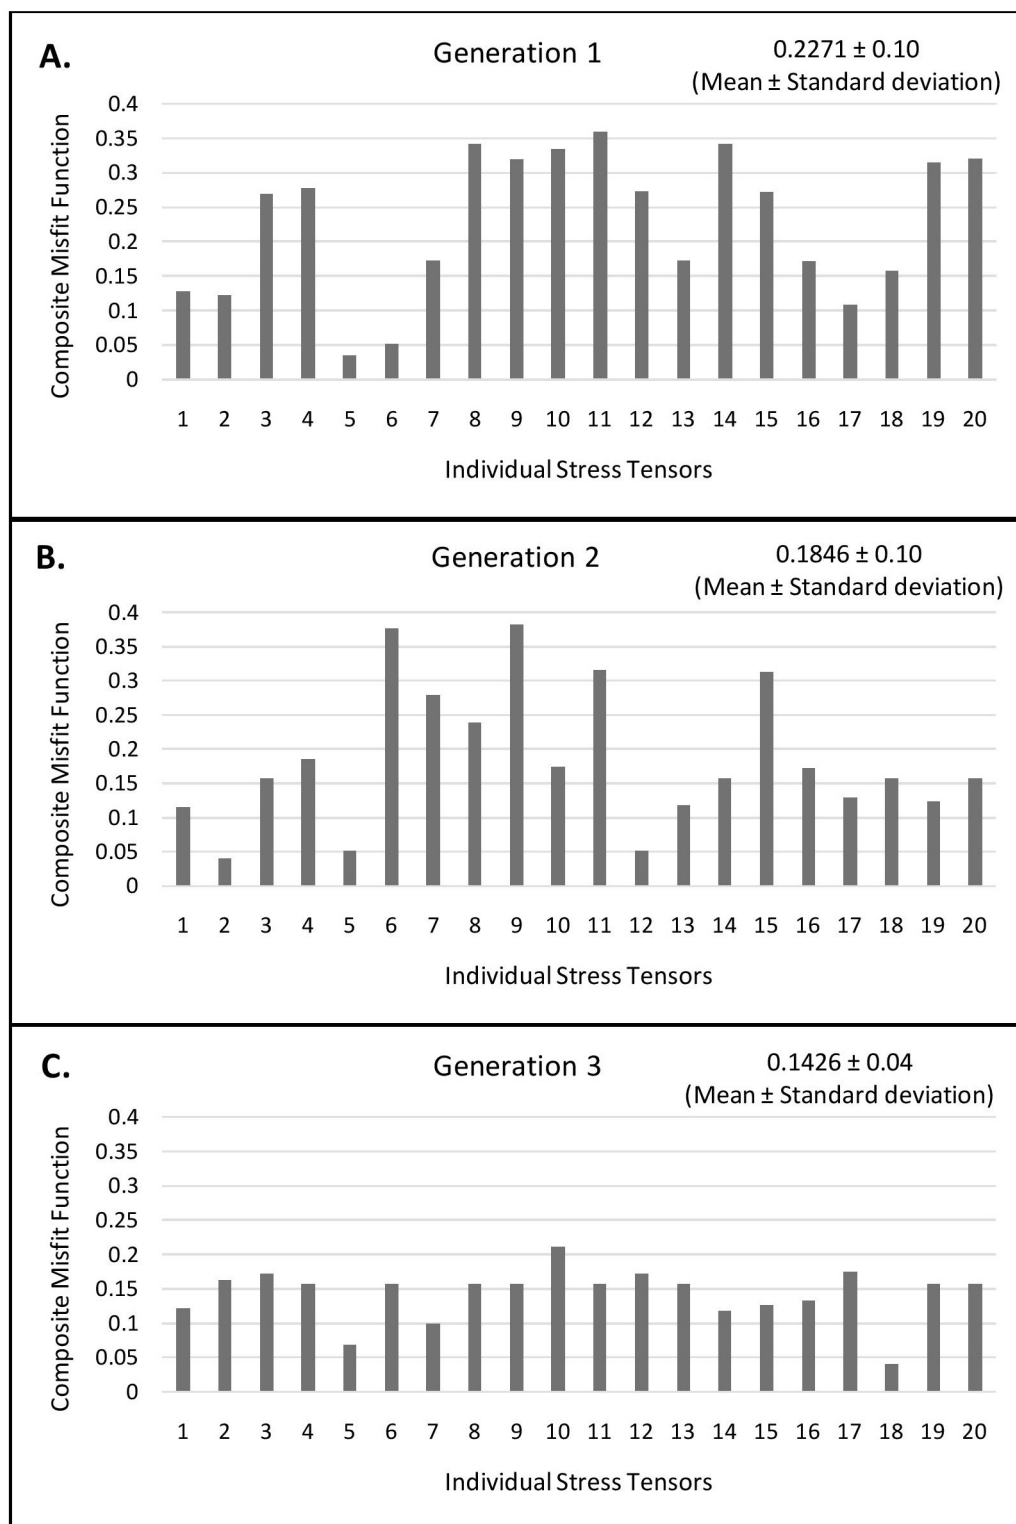 A.
Generation 1
0.2271 ± 0.10
(Mean ± Standard deviation)
Composite Misfit Function
0.4
0.35
0.3
0.25
0.2
0.15
0.1
0.05
0
1 2 3 4 5 6 7 8 9 10 11 12 13 14 15 16 17 18 19 20
Individual Stress Tensors
B.
Generation 2
0.1846 ± 0.10
(Mean ± Standard deviation)
Composite Misfit Function
0.4
0.35
0.3
0.25
0.2
0.15
0.1
0.05
0
1 2 3 4 5 6 7 8 9 10 11 12 13 14 15 16 17 18 19 20
Individual Stress Tensors
C.
Generation 3
0.1426 ± 0.04
(Mean ± Standard deviation)
Composite Misfit Function
0.4
0.35
0.3
0.25
0.2
0.15
0.1
0.05
0
1 2 3 4 5 6 7 8 9 10 11 12 13 14 15 16 17 18 19 20
Individual Stress Tensors